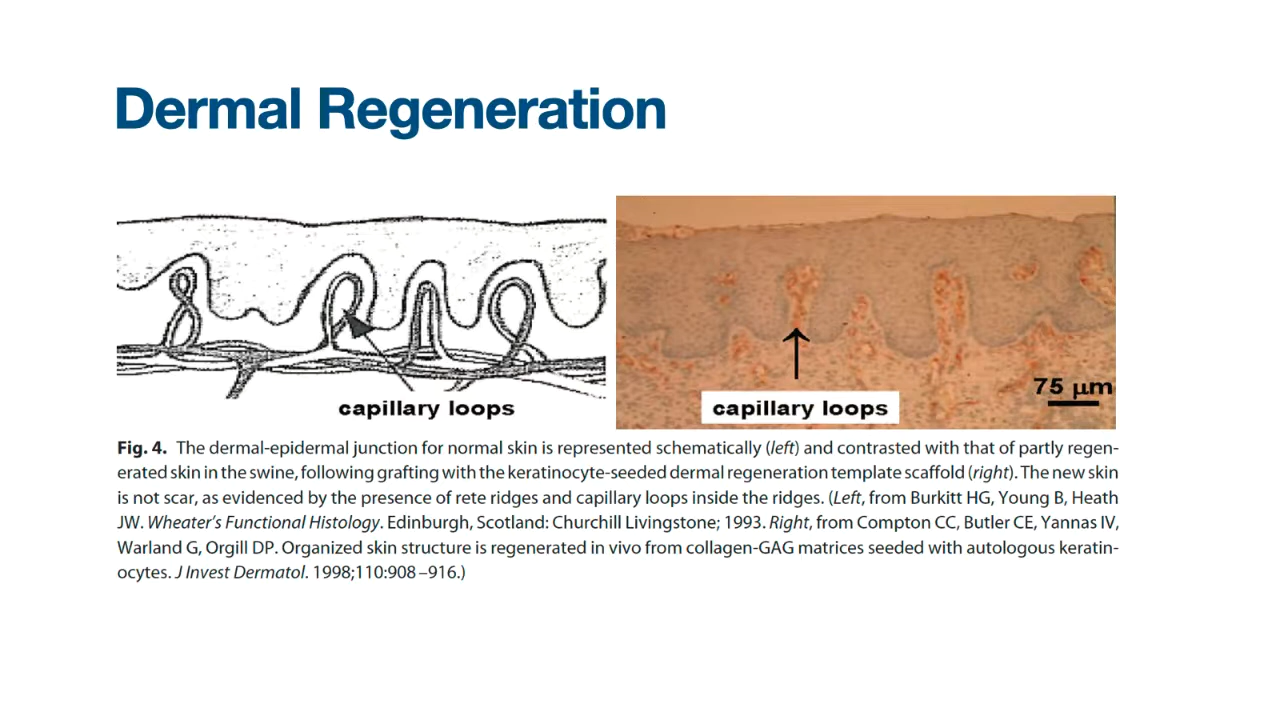 Dermal Regeneration
capillary loops
capillary loops
75 μm
Fig. 4. The dermal-epidermal junction for normal skin is represented schematically (left) and contrasted with that of partly regen-
erated skin in the swine, following grafting with the keratinocyte-seeded dermal regeneration template scaffold (right). The new skin
is not scar, as evidenced by the presence of rete ridges and capillary loops inside the ridges. (Left, from Burkitt HG, Young B, Heath
JW. Wheater's Functional Histology. Edinburgh, Scotland: Churchill Livingstone; 1993. Right, from Compton CC, Butler CE, Yannas IV,
Warland G, Orgill DP. Organized skin structure is regenerated in vivo from collagen-GAG matrices seeded with autologous keratin-
ocytes. J Invest Dermatol. 1998;110:908–916.)